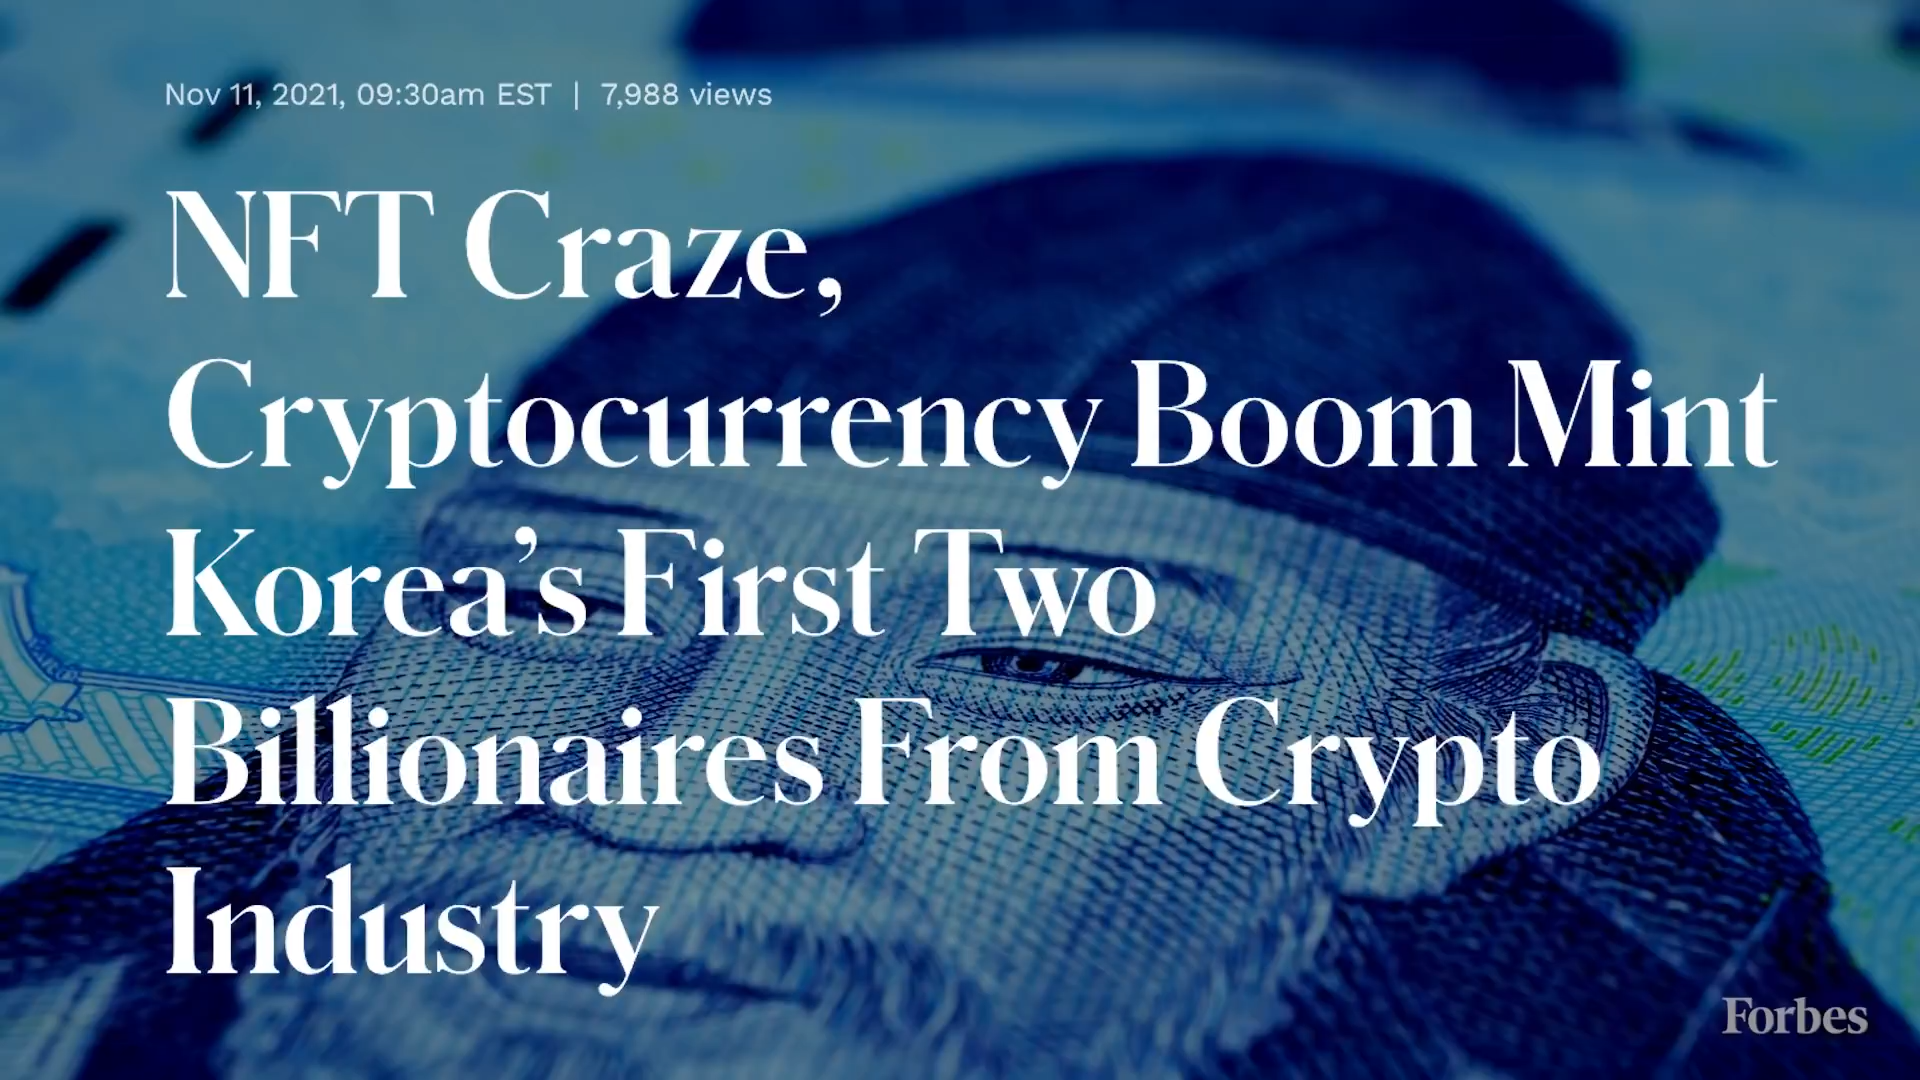 Nov 11, 2021, 09:30am EST | 7,988 views
NFT Craze,
Cryptocurrency Boom Mint
Korea’s First Two
Billionaires From Crypto
Industry
Forbes